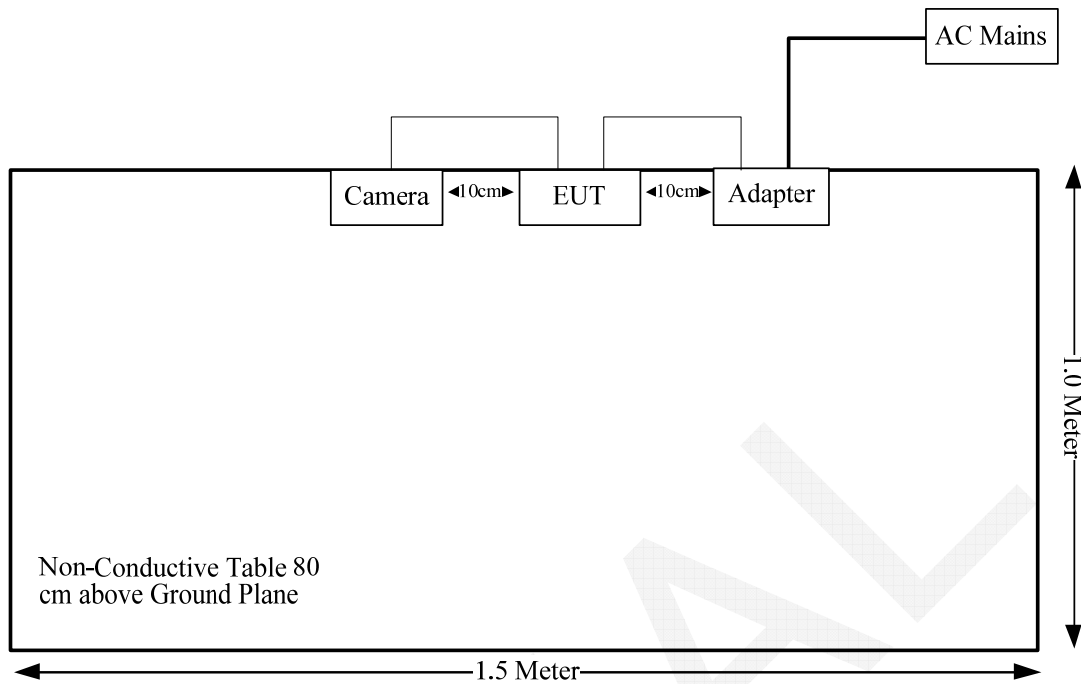 AC Mains
Camera
10cm
EUT
10cm
Adapter
1.0 Meter
Non-Conductive Table 80
cm above Ground Plane
1.5 Meter